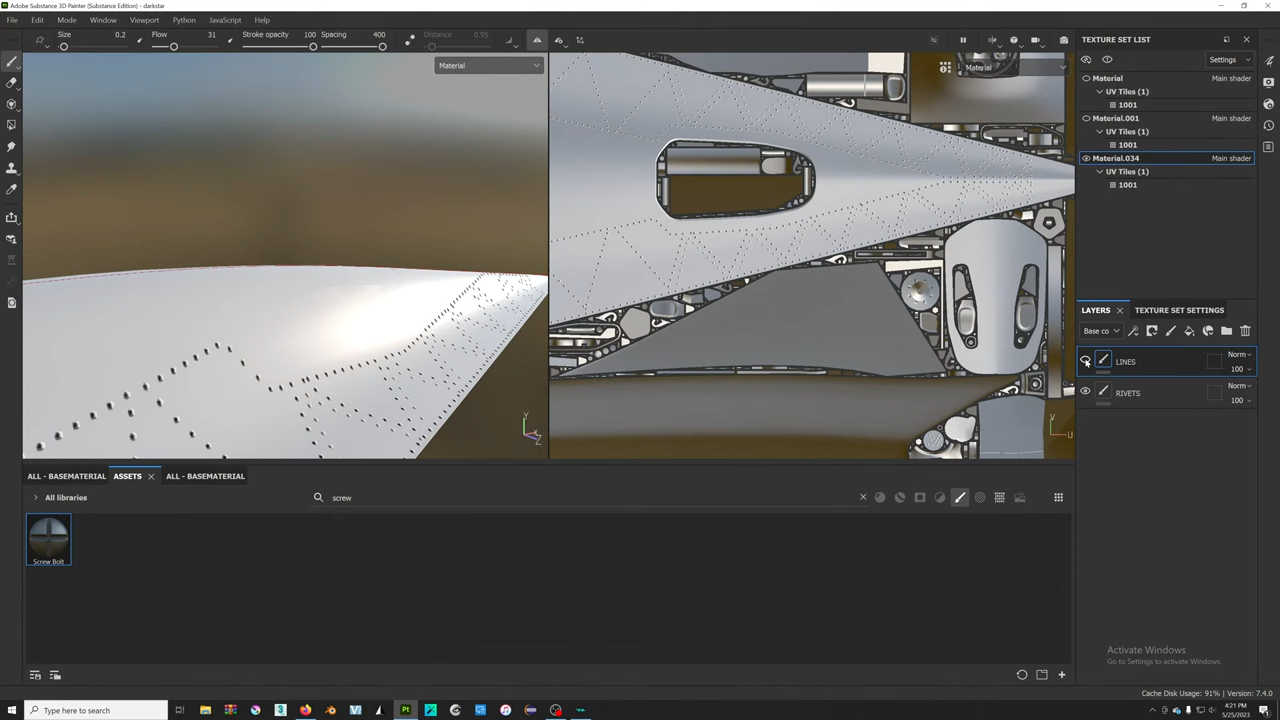 Adobe Substance 3D Painter (Substance Edition) - darkstar
File Edit Mode Window Viewport Python JavaScript Help
Size 0.2 Flow 31 Stroke opacity 100 Spacing 400 Distance 0.95
Material
Material
TEXTURE SET LIST
Settings
Material Main shader
UV Tiles (1)
1001
Material.001 Main shader
UV Tiles (1)
1001
Material.034 Main shader
UV Tiles (1)
1001
LAYERS TEXTURE SET SETTINGS
Base co
LINES Norm 100
RIVETS Norm 100
Y
X
Z
V
U
ALL - BASEMATERIAL ASSETS ALL - BASEMATERIAL
All libraries screw
Screw Bolt
Activate Windows
Go to Settings to activate Windows.
Cache Disk Usage: 91% | Version: 7.4.0
Type here to search
Pt
4:21 PM
5/25/2023